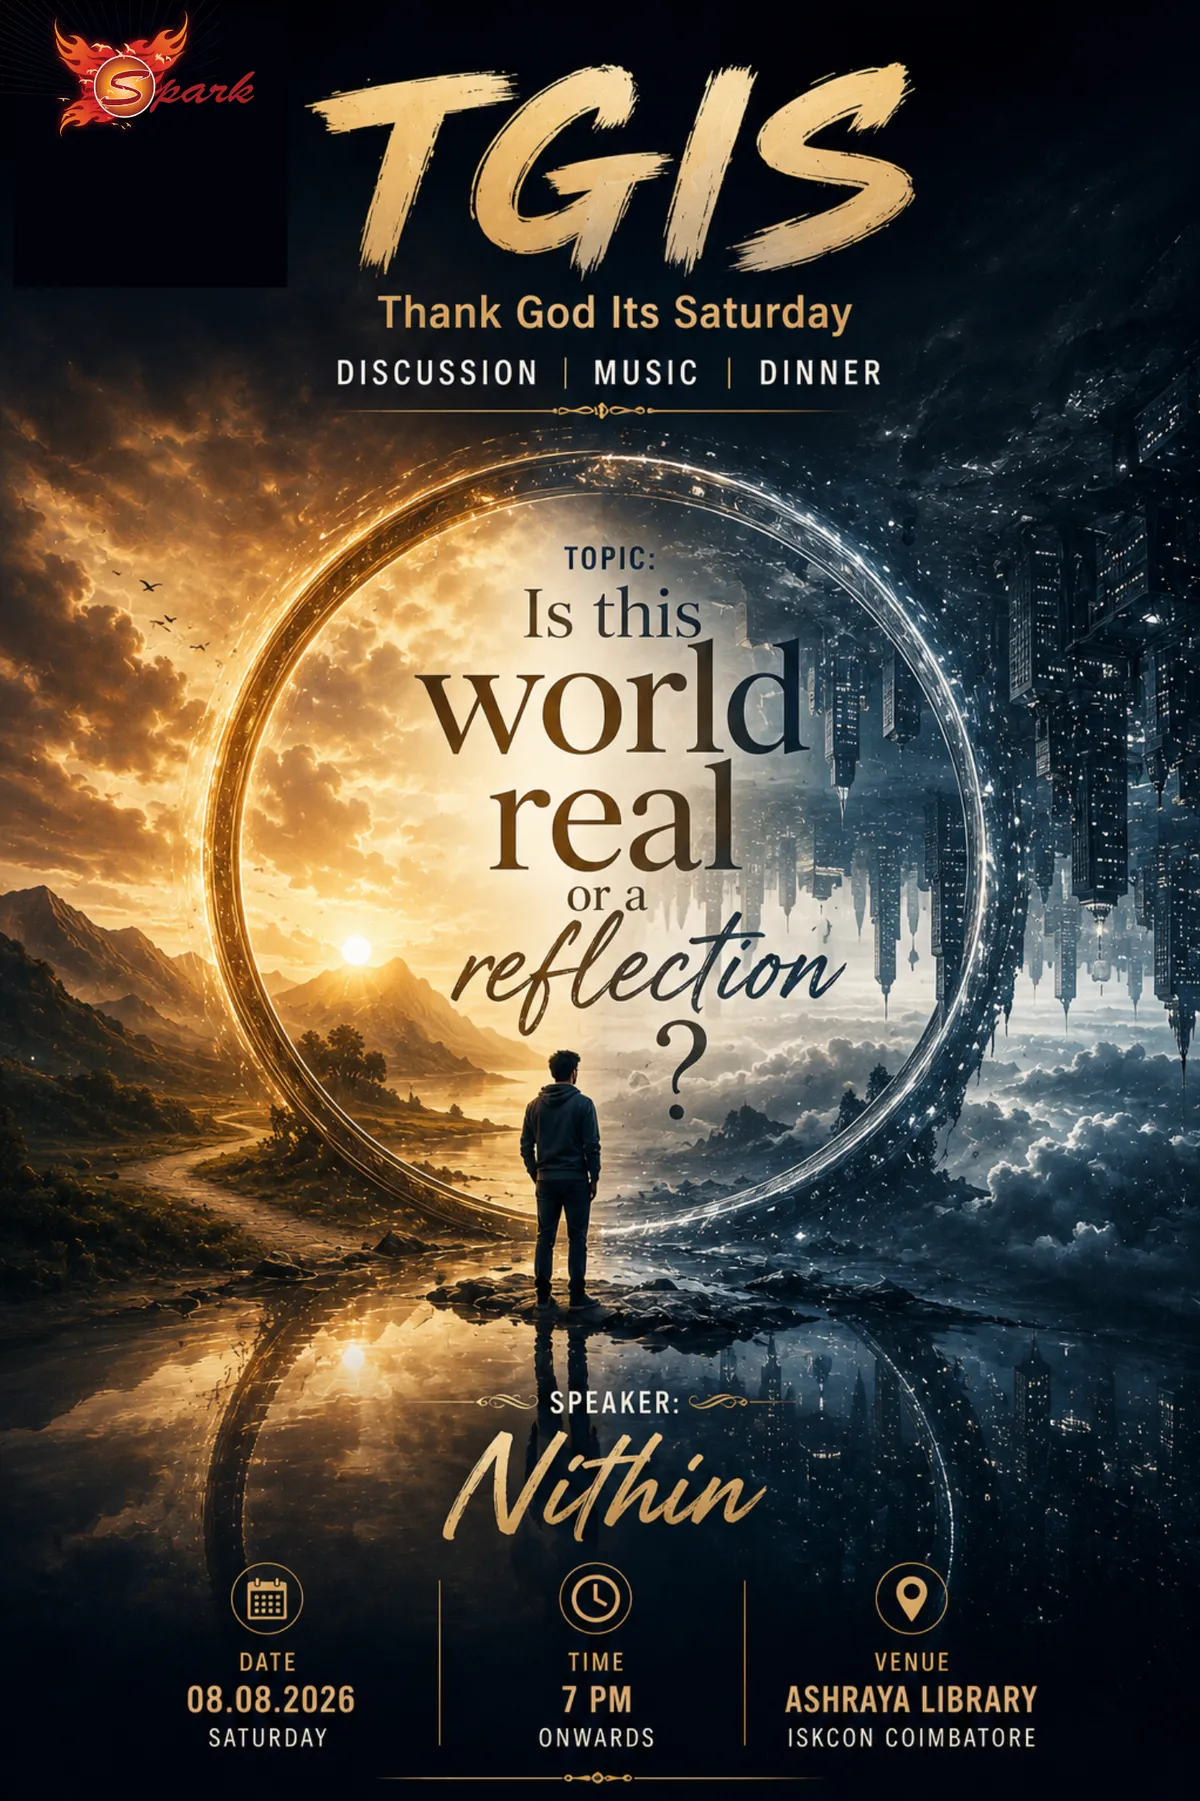 Spark
TGIS
Thank God Its Saturday
DISCUSSION | MUSIC | DINNER
TOPIC:
Is this
world
real
or a
reflection
?
SPEAKER:
Nithin
DATE
08.08.2026
SATURDAY
TIME
7 PM
ONWARDS
VENUE
ASHRAYA LIBRARY
ISKCON COIMBATORE